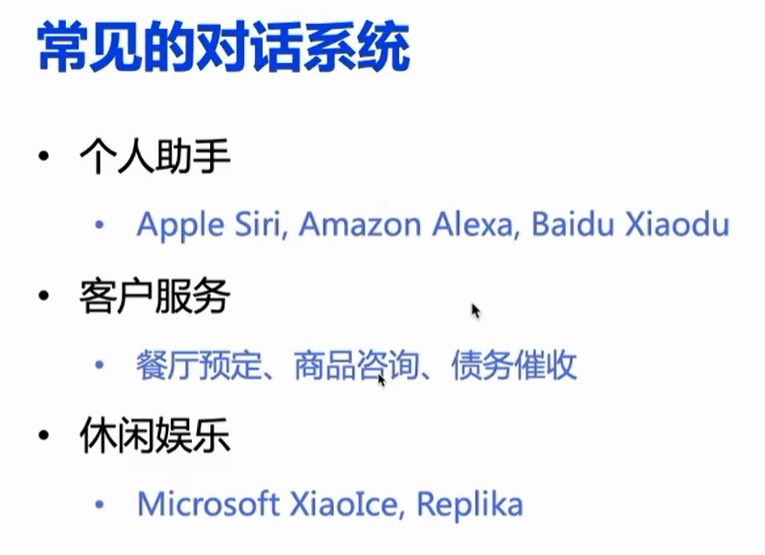 常见的对话系统
• 个人助手
• Apple Siri, Amazon Alexa, Baidu Xiaodu
• 客户服务
• 餐厅预定、商品咨询、债务催收
• 休闲娱乐
• Microsoft XiaoIce, Replika